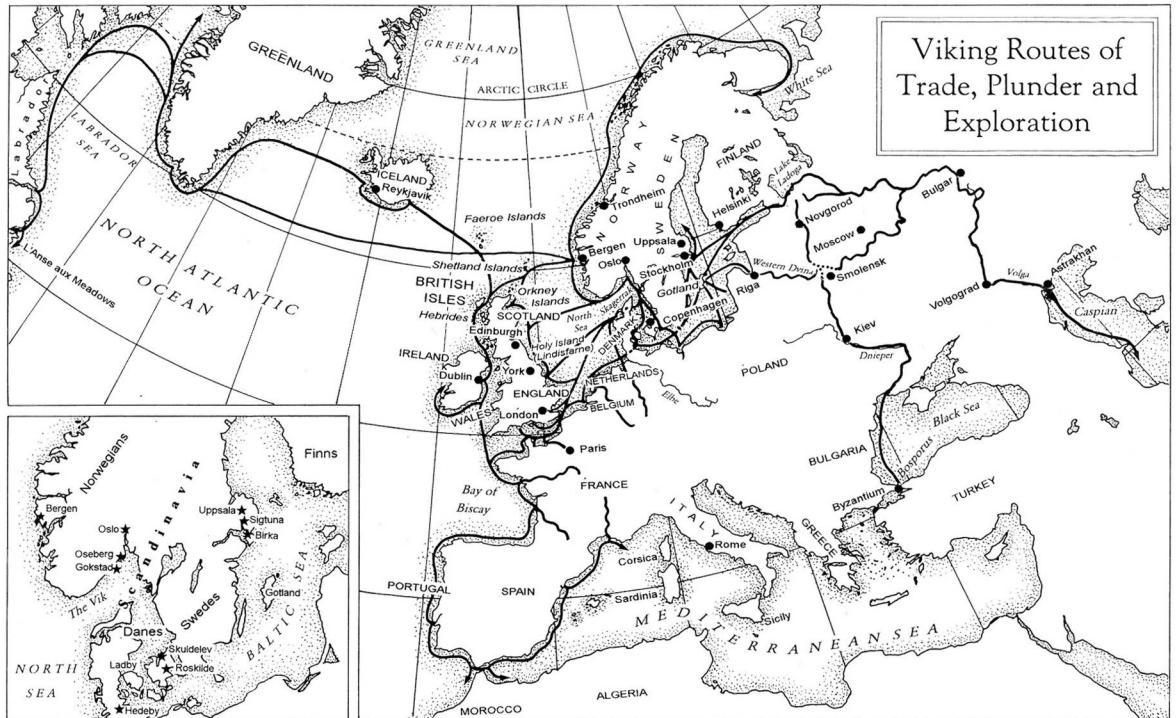 Viking Routes of
Trade, Plunder and
Exploration
GREENLAND
GREENLAND
SEA
ARCTIC CIRCLE
NORWEGIAN SEA
White Sea
Labrador
LABRADOR
SEA
ICELAND
Reykjavik
NORWAY
SWEDEN
FINLAND
Lake
Ladoga
Bulgar
Trondheim
Helsinki
Novgorod
Moscow
Faeroe Islands
L'Anse aux Meadows
NORTH ATLANTIC
OCEAN
Bergen
Uppsala
Oslo
Stockholm
Shetland Islands
Western Dvina
Smolensk
Astrakhan
Volga
Volgograd
Caspian
BRITISH
ISLES
Orkney
Islands
Gotland
Riga
Hebrides
SCOTLAND
North
Sea
Skagerrak
Copenhagen
Edinburgh
DENMARK
Kiev
Dnieper
Holy Island
(Lindisfarne)
IRELAND
Dublin
York
NETHERLANDS
POLAND
Elbe
ENGLAND
WALES
London
BELGIUM
Black Sea
Paris
BULGARIA
Bosporus
Bay of
Biscay
FRANCE
Byzantium
TURKEY
ITALY
GREECE
Rome
Corsica
PORTUGAL
SPAIN
Sardinia
Sicily
MEDITERRANEAN SEA
ALGERIA
MOROCCO
Norwegians
Scandinavia
Finns
Bergen
Uppsala
Sigtuna
Birka
Oslo
Oseberg
Gokstad
Gotland
The Vik
Swedes
BALTIC SEA
Danes
Skuldelev
NORTH
SEA
Ladby
Roskilde
Hedeby